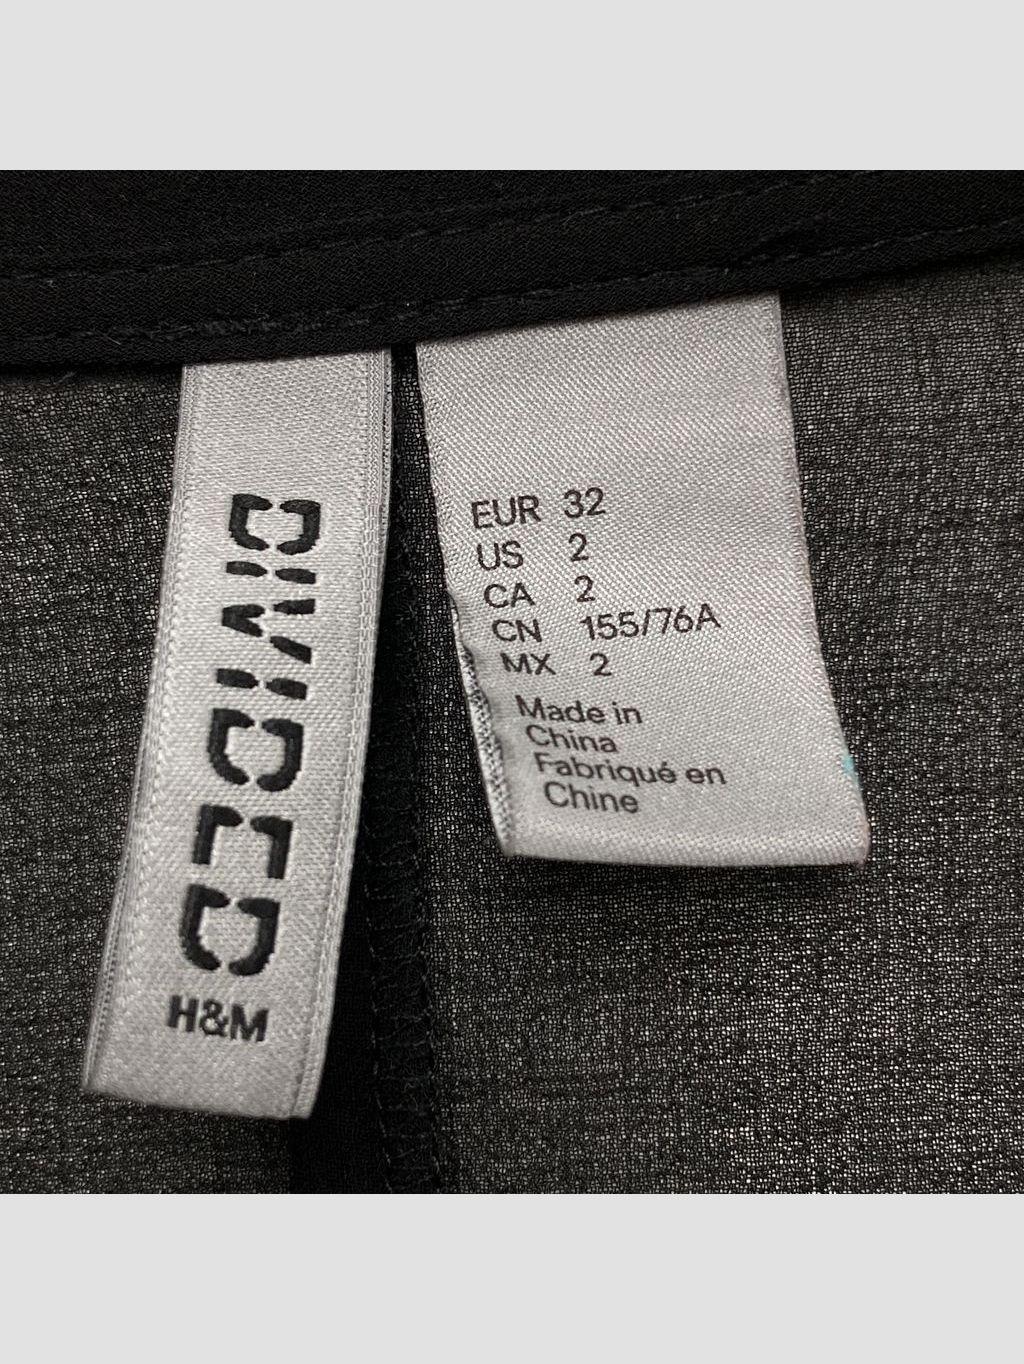 DIVIDED
H&M
EUR 32
US 2
CA 2
CN 155/76A
MX 2
Made in
China
Fabriqué en
Chine